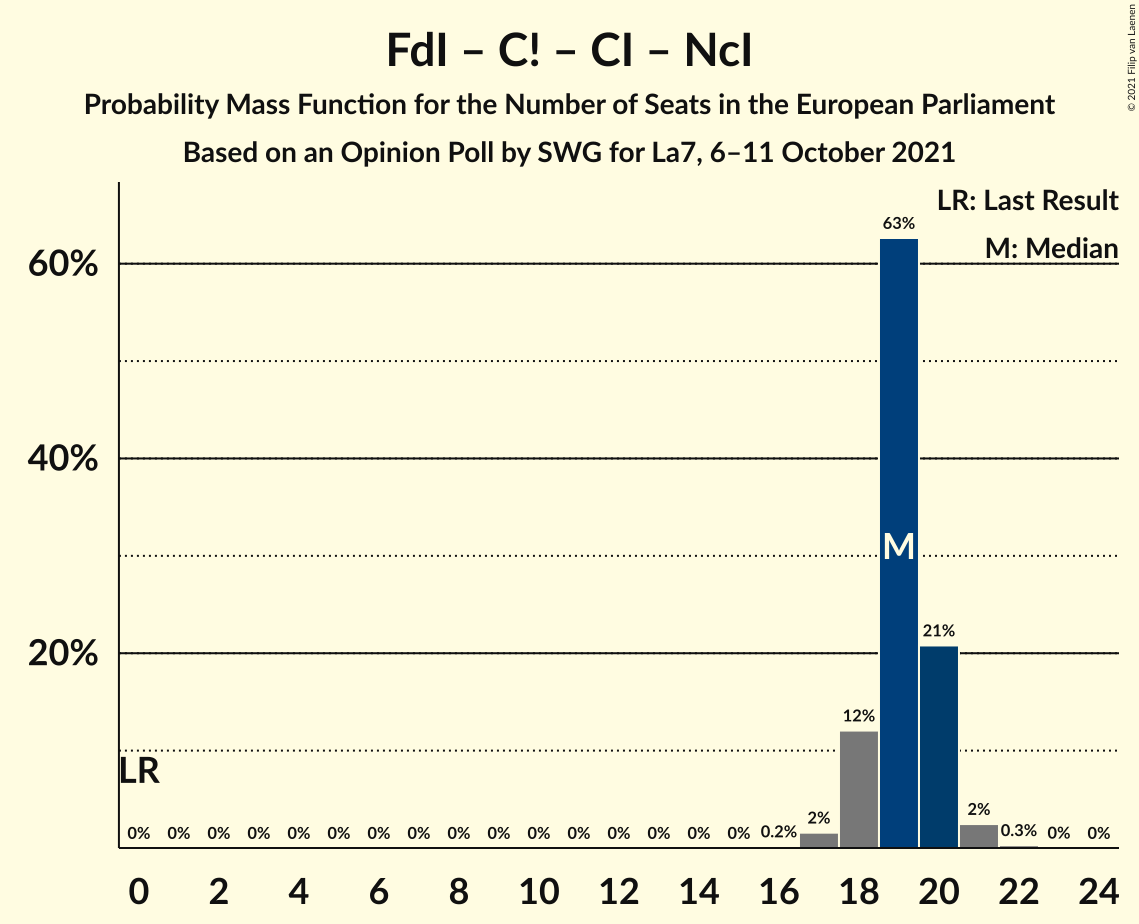 FdI – C! – CI – NcI
Probability Mass Function for the Number of Seats in the European Parliament
Based on an Opinion Poll by SWG for La7, 6–11 October 2021
© 2021 Filip van Laenen
LR: Last Result
M: Median
60%
40%
20%
63%
M
21%
12%
LR
0% 0% 0% 0% 0% 0% 0% 0% 0% 0% 0% 0% 0% 0% 0% 0% 0.2% 2% 2% 0.3% 0% 0%
0 2 4 6 8 10 12 14 16 18 20 22 24